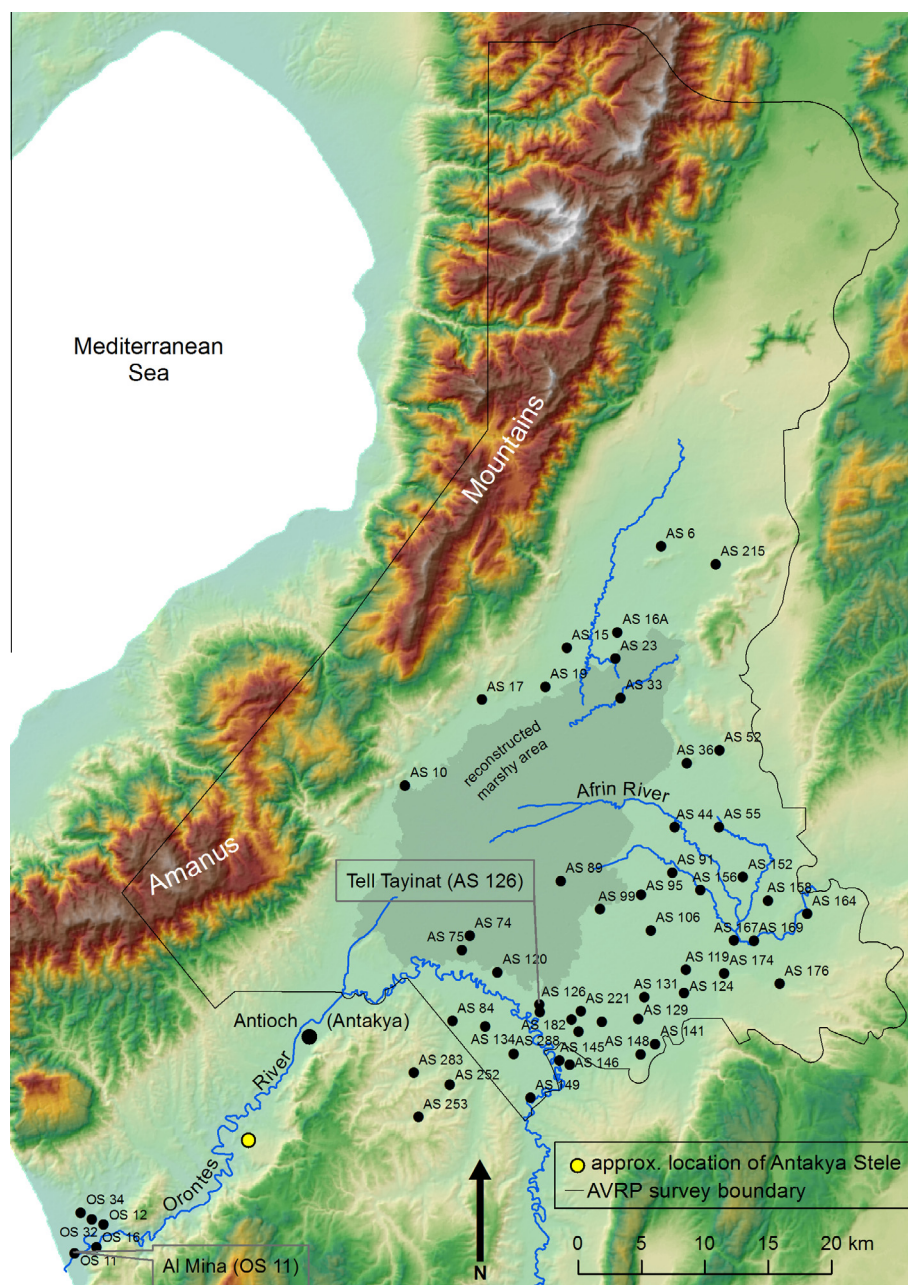 Mediterranean
Sea
Mountains
AS 6
AS 215
AS 16A
AS 15
AS 23
AS 19
AS 33
AS 17
reconstructed
marshy area
AS 52
AS 36
AS 10
Afrin River
AS 44
AS 55
Amanus
Tell Tayinat (AS 126)
AS 89
AS 91
AS 152
AS 95
AS 156
AS 158
AS 99
AS 164
AS 106
AS 74
AS 75
AS 167
AS 169
AS 120
AS 119
AS 174
AS 176
AS 131
AS 124
AS 126
AS 221
AS 129
Antioch (Antakya)
AS 84
AS 182
AS 134
AS 288
AS 145
AS 148
AS 141
AS 146
AS 283
AS 252
AS 149
AS 253
River
Orontes
approx. location of Antakya Stele
AVRP survey boundary
OS 34
OS 12
OS 32
OS 16
OS 11
Al Mina (OS 11)
N
0 5 10 20 km